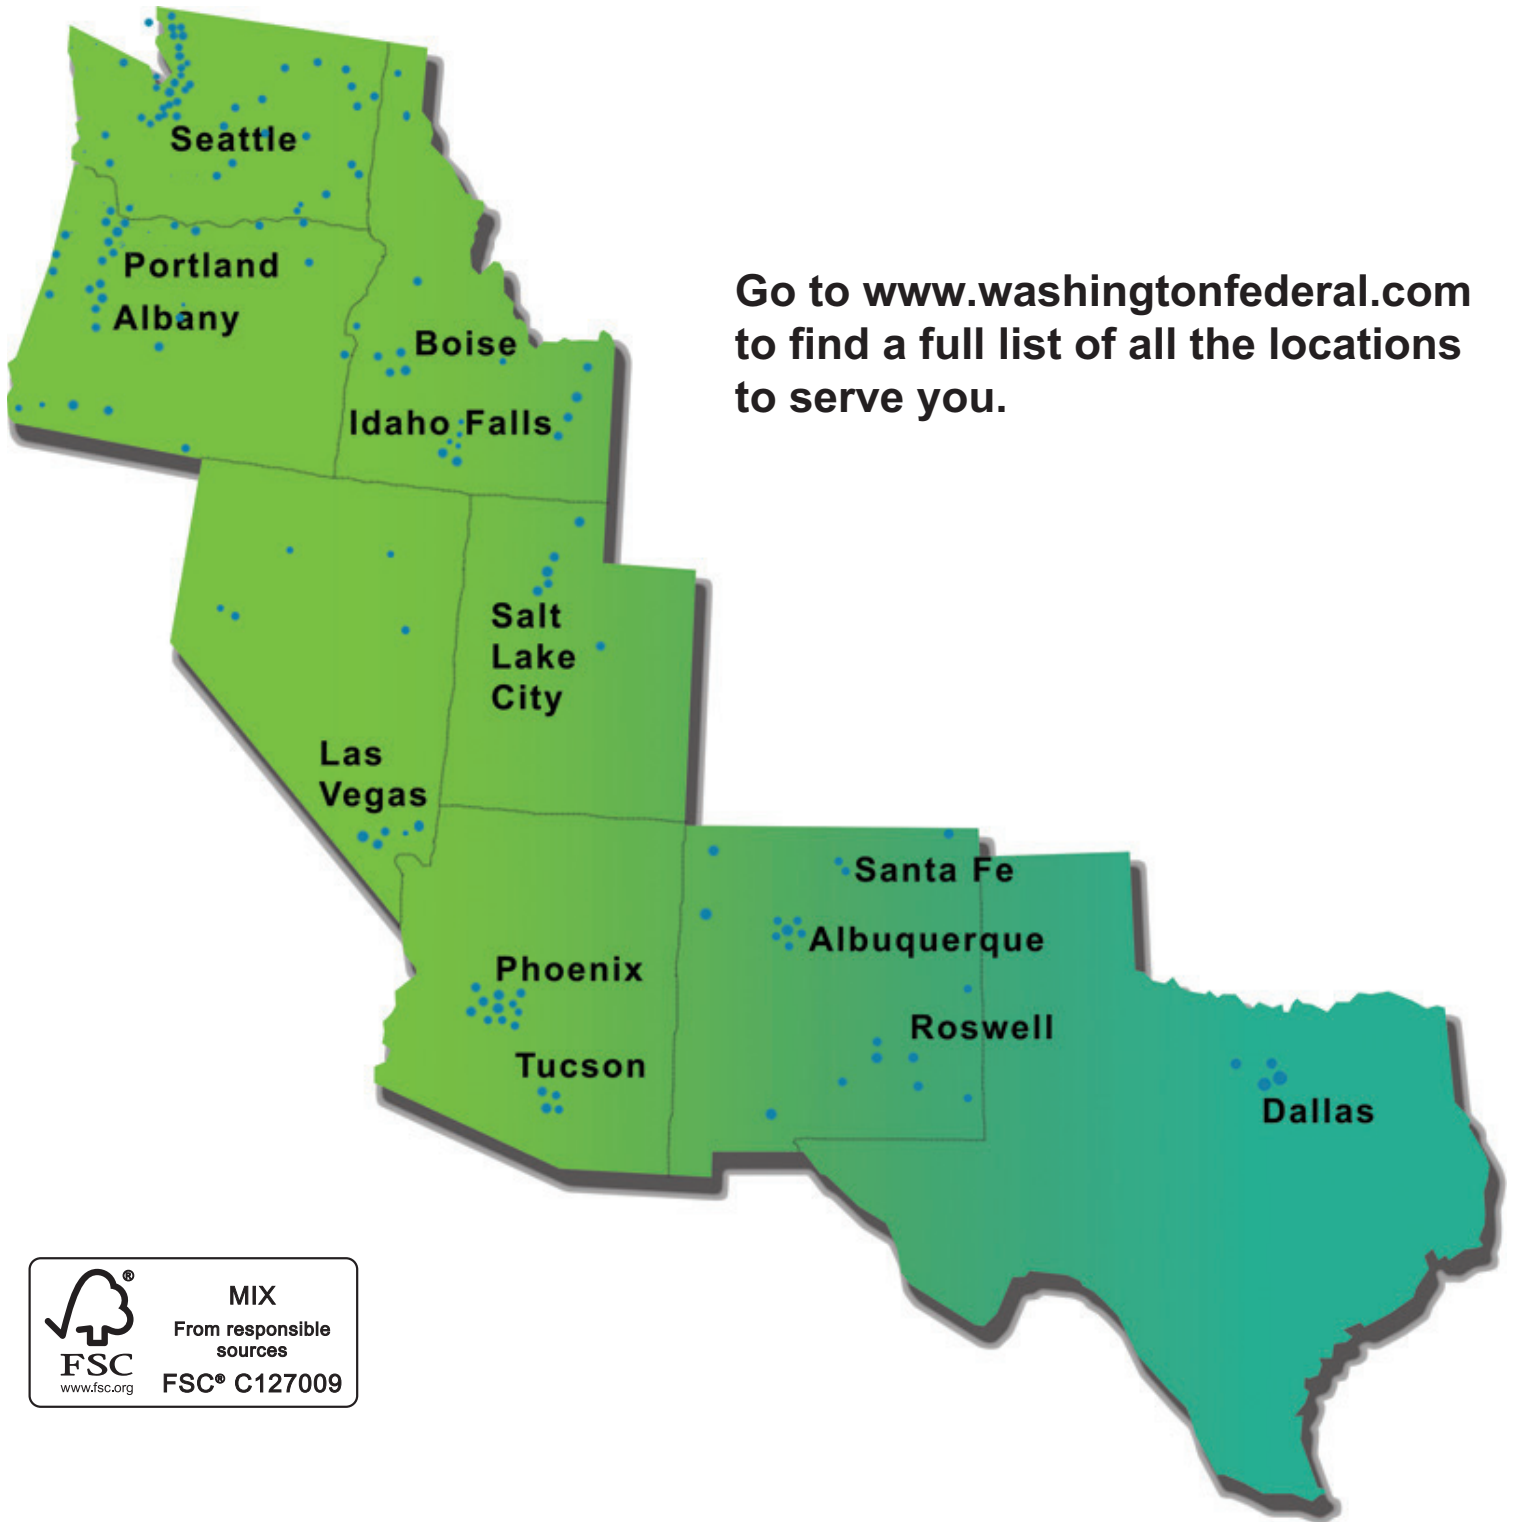 Seattle
Portland
Albany
Boise
Idaho Falls
Go to www.washingtonfederal.com
to find a full list of all the locations
to serve you.
Salt
Lake
City
Las
Vegas
Santa Fe
Albuquerque
Phoenix
Roswell
Tucson
Dallas
®
MIX
From responsible
sources
FSC
www.fsc.org
FSC® C127009